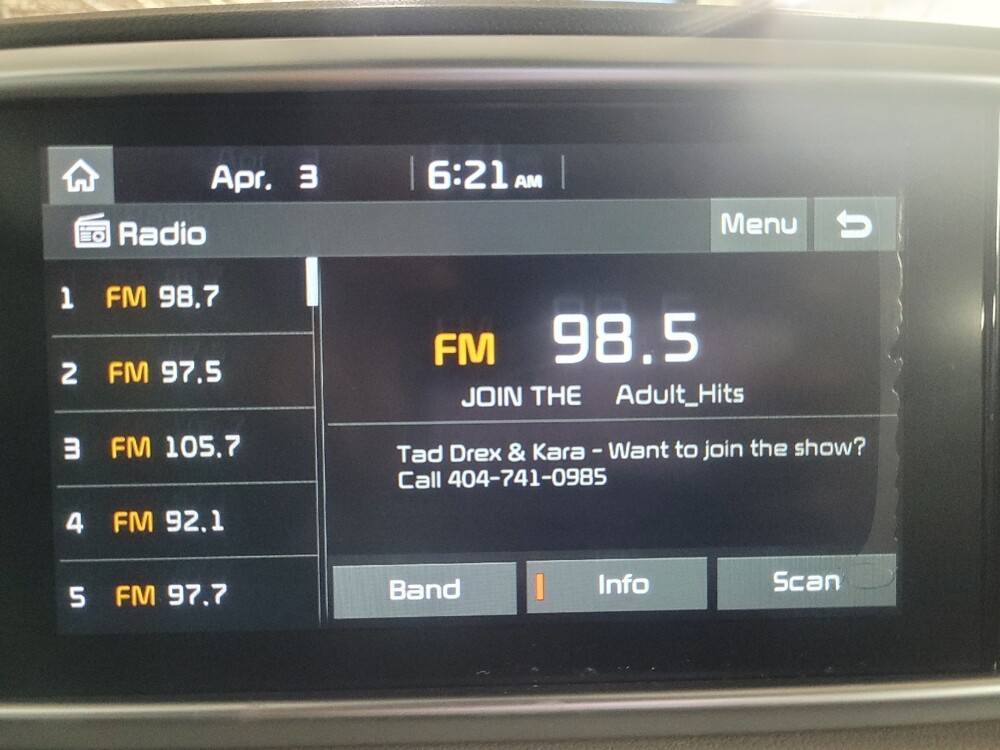 Apr. 3 6:21 AM
Radio Menu
1 FM 98.7
2 FM 97.5
3 FM 105.7
4 FM 92.1
5 FM 97.7
FM 98.5
JOIN THE Adult_Hits
Tad Drex & Kara - Want to join the show?
Call 404-741-0985
Band Info Scan